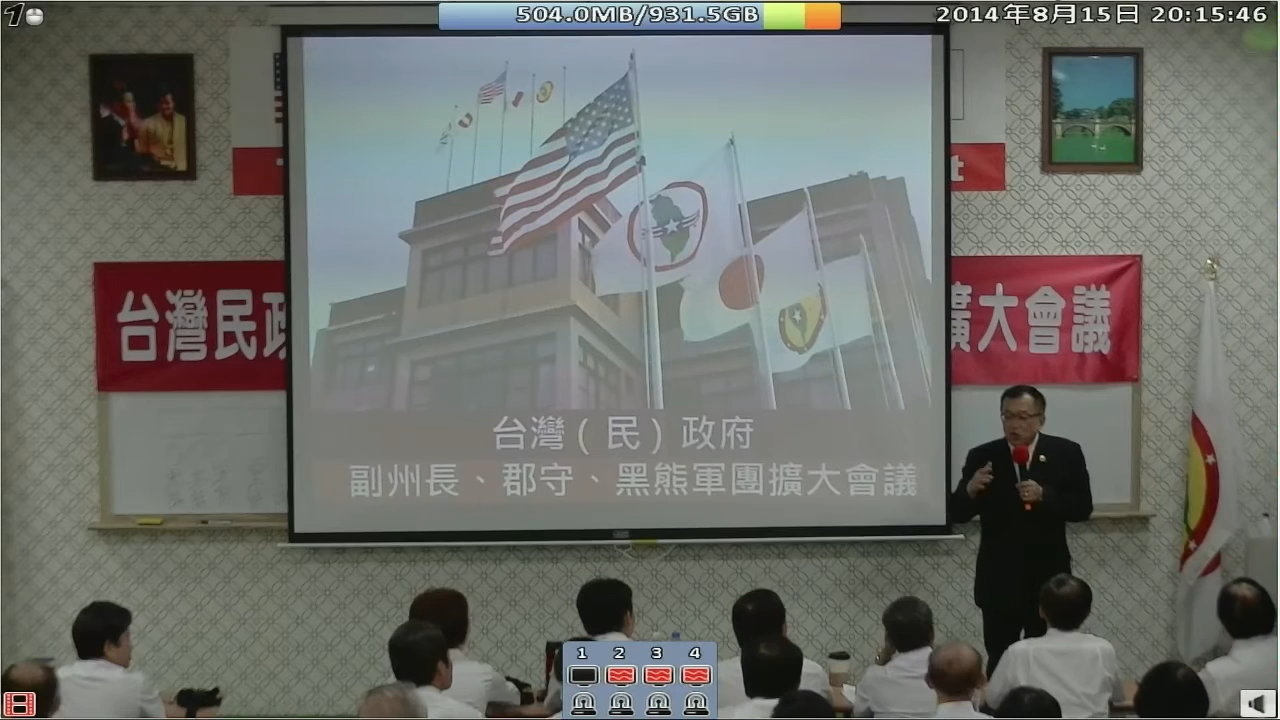 1
504.0MB/931.5GB
2014年8月15日 20:15:46
t
台灣民政
擴大會議
台灣(民)政府
副州長、郡守、黑熊軍團擴大會議
1 2 3 4